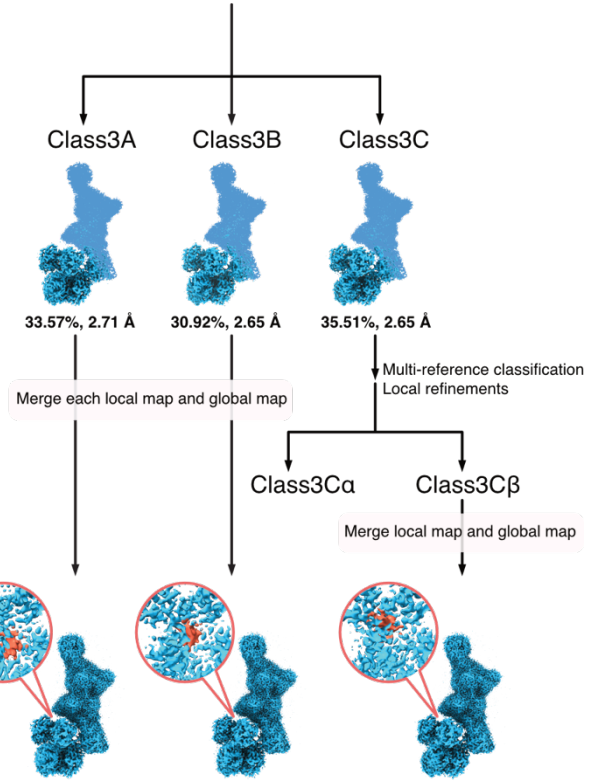 Class3A
Class3B
Class3C
33.57%, 2.71 Å
30.92%, 2.65 Å
35.51%, 2.65 Å
Multi-reference classification
Local refinements
Merge each local map and global map
Class3Cα
Class3Cβ
Merge local map and global map